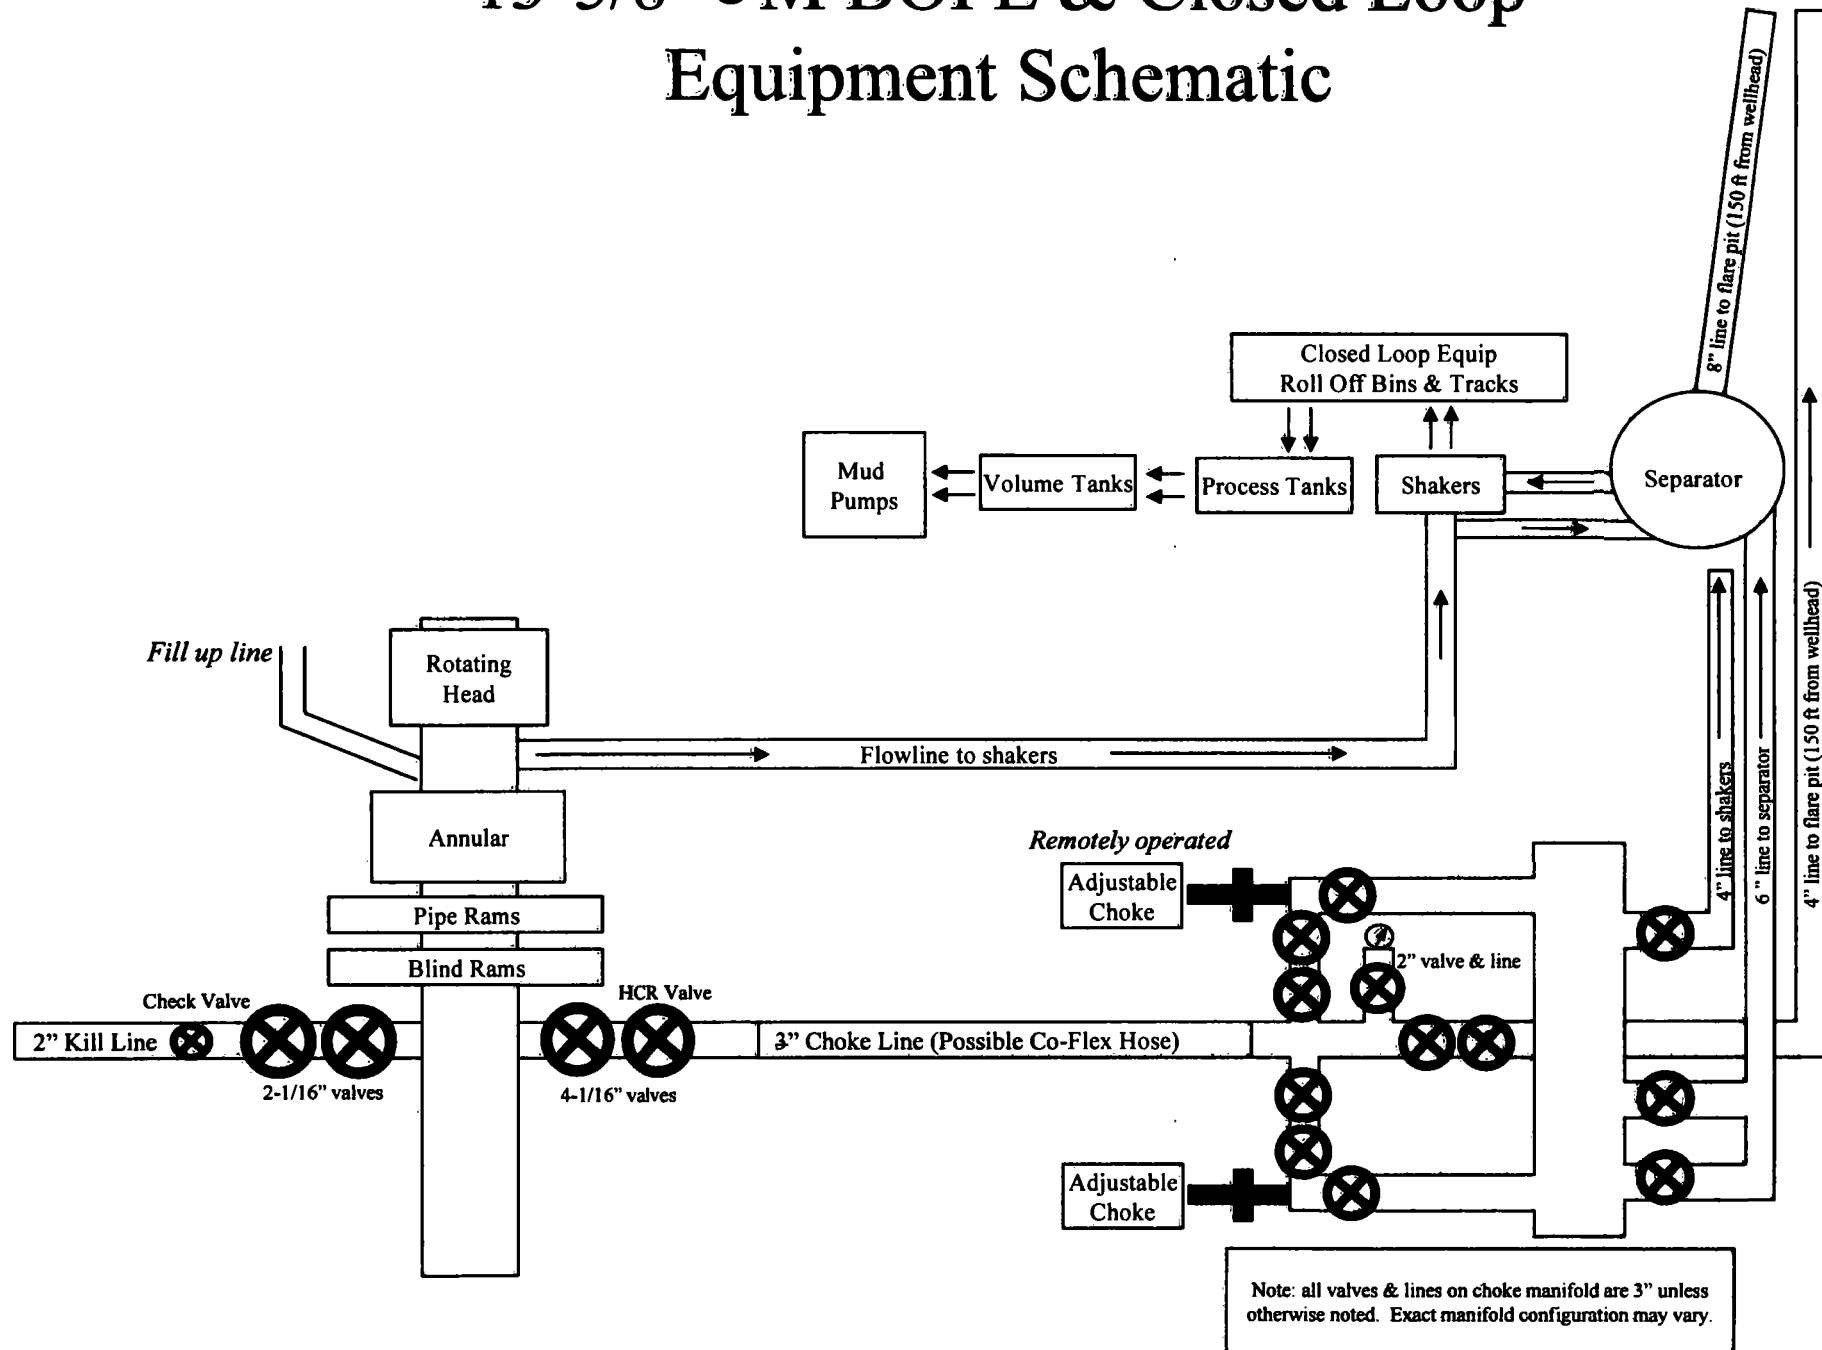 BOPE & Closed Loop
Equipment Schematic
8” line to flare pit (150 ft from wellhead)
Closed Loop Equip
Roll Off Bins & Tracks
Mud
Pumps
Volume Tanks
Process Tanks
Shakers
Separator
Fill up line
Rotating
Head
Flowline to shakers
Annular
Pipe Rams
Blind Rams
Remotely operated
Adjustable
Choke
4” line to shakers
6 ” line to separator
4” line to flare pit (150 ft from wellhead)
2” valve & line
Check Valve
HCR Valve
2” Kill Line
3” Choke Line (Possible Co-Flex Hose)
2-1/16” valves
4-1/16” valves
Adjustable
Choke
Note: all valves & lines on choke manifold are 3” unless
otherwise noted. Exact manifold configuration may vary.